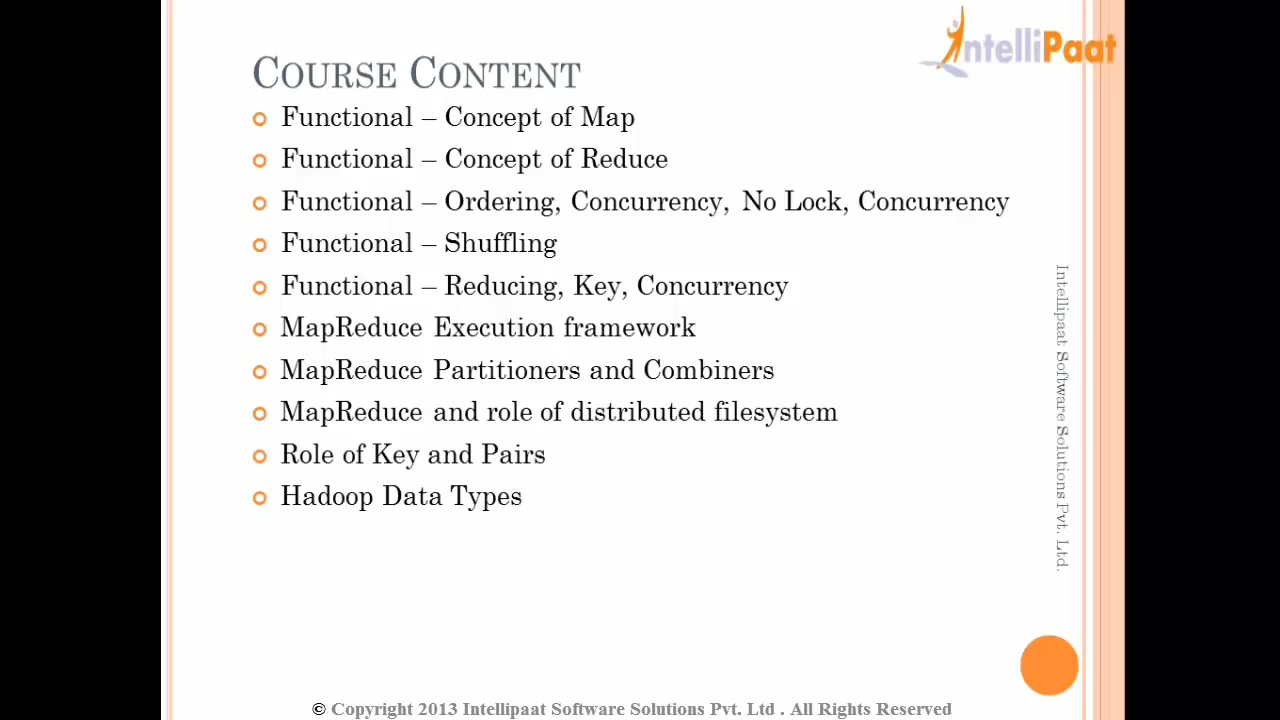 IntelliPaat
COURSE CONTENT
Functional – Concept of Map
Functional – Concept of Reduce
Functional – Ordering, Concurrency, No Lock, Concurrency
Functional – Shuffling
Functional – Reducing, Key, Concurrency
MapReduce Execution framework
MapReduce Partitioners and Combiners
MapReduce and role of distributed filesystem
Role of Key and Pairs
Hadoop Data Types
Intellipaat Software Solutions Pvt. Ltd.
© Copyright 2013 Intellipaat Software Solutions Pvt. Ltd . All Rights Reserved